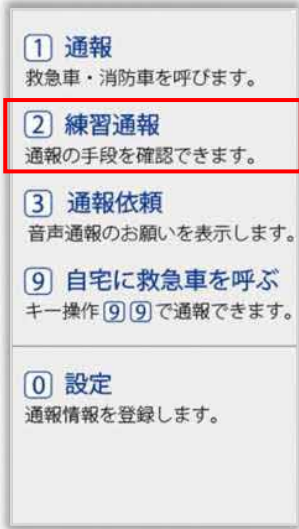 1 通報
救急車・消防車を呼びます。
2 練習通報
通報の手段を確認できます。
3 通報依頼
音声通報のお願いを表示します。
9 自宅に救急車を呼ぶ
キー操作99で通報できます。
0 設定
通報情報を登録します。